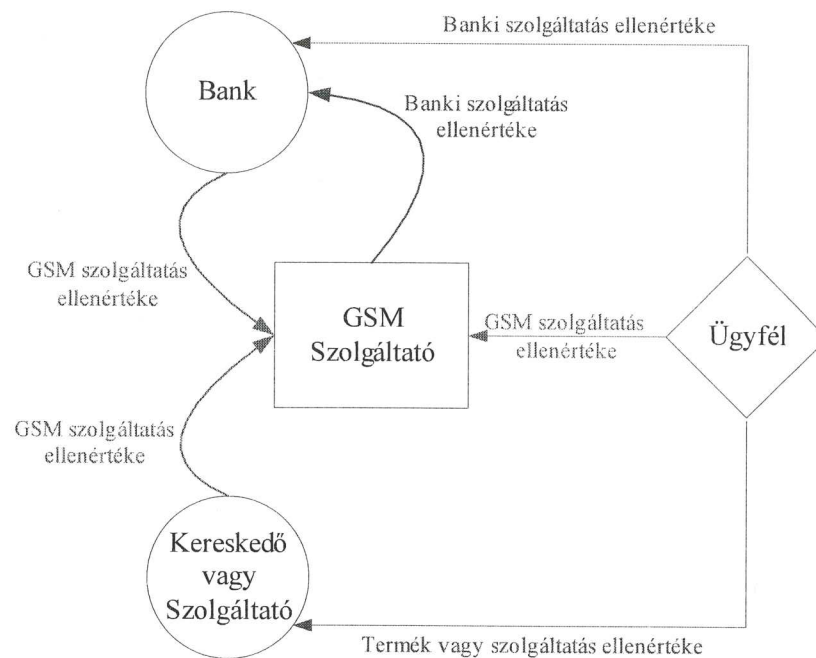 Banki szolgáltatás ellenértéke
Bank
Banki szolgáltatás
ellenértéke
GSM szolgáltatás
ellenértéke
GSM
Szolgáltató
GSM szolgáltatás
ellenértéke
Ügyfél
GSM szolgáltatás
ellenértéke
Kereskedő
vagy
Szolgáltató
Termék vagy szolgáltatás ellenértéke